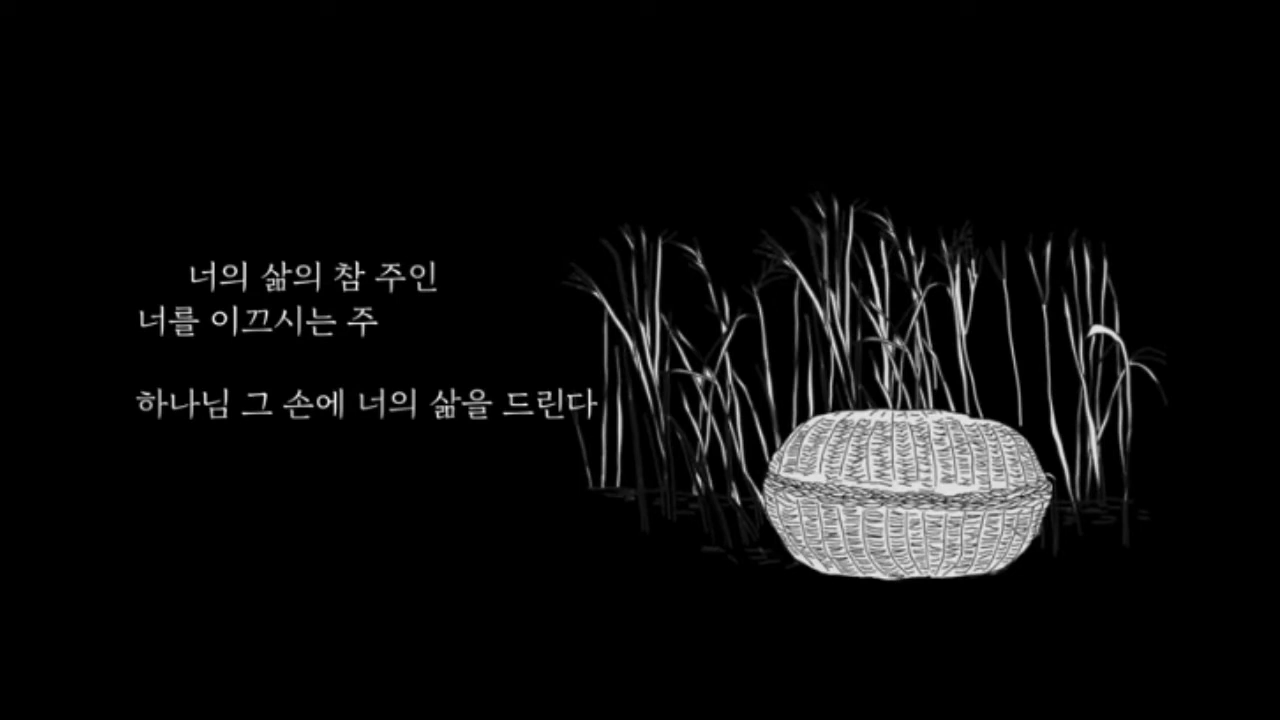 너의 삶의 참 주인
너를 이끄시는 주
하나님 그 손에 너의 삶을 드린다